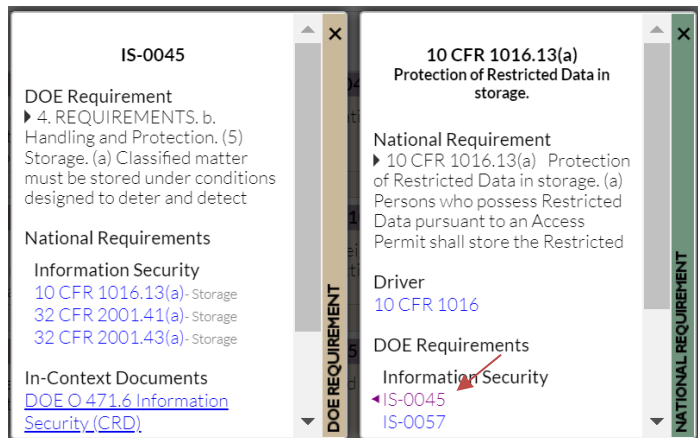 IS-0045
DOE Requirement
4. REQUIREMENTS. b.
Handling and Protection. (5)
Storage. (a) Classified matter
must be stored under conditions
designed to deter and detect
National Requirements
Information Security
10 CFR 1016.13(a)- Storage
32 CFR 2001.41(a)- Storage
32 CFR 2001.43(a)- Storage
In-Context Documents
DOE O 471.6 Information
Security (CRD)
DOE REQUIREMENT
10 CFR 1016.13(a)
Protection of Restricted Data in
storage.
National Requirement
10 CFR 1016.13(a) Protection
of Restricted Data in storage. (a)
Persons who possess Restricted
Data pursuant to an Access
Permit shall store the Restricted
Driver
10 CFR 1016
DOE Requirements
Information Security
IS-0045
IS-0057
NATIONAL REQUIREMENT